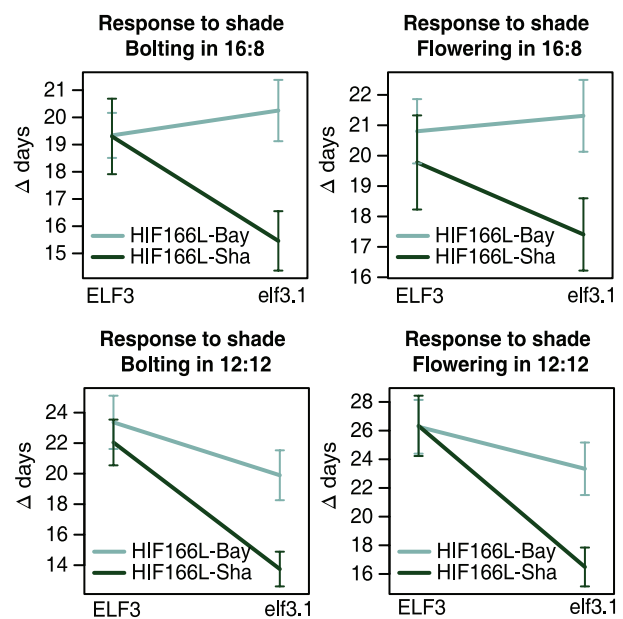 Response to shade
Bolting in 16:8
Δ days
21
20
19
18
17
16
15
HIF166L-Bay
HIF166L-Sha
ELF3
elf3.1
Response to shade
Flowering in 16:8
Δ days
22
21
20
19
18
17
16
HIF166L-Bay
HIF166L-Sha
ELF3
elf3.1
Response to shade
Bolting in 12:12
Δ days
24
22
20
18
16
14
HIF166L-Bay
HIF166L-Sha
ELF3
elf3.1
Response to shade
Flowering in 12:12
Δ days
28
26
24
22
20
18
16
HIF166L-Bay
HIF166L-Sha
ELF3
elf3.1